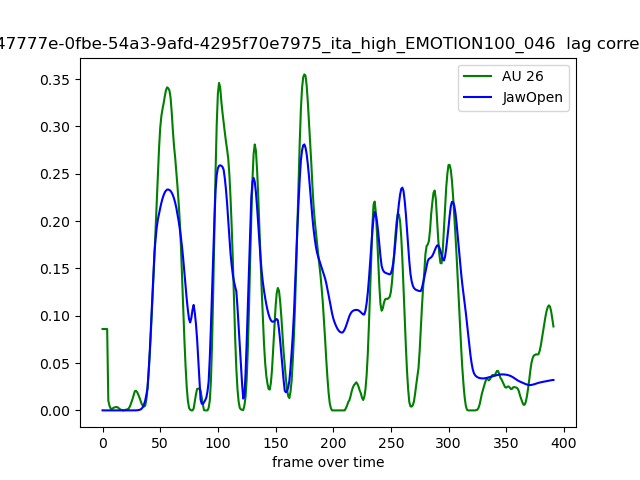 47777e-0fbe-54a3-9afd-4295f70e7975_ita_high_EMOTION100_046 lag corre
AU 26
JawOpen
0.35
0.30
0.25
0.20
0.15
0.10
0.05
0.00
0 50 100 150 200 250 300 350 400
frame over time